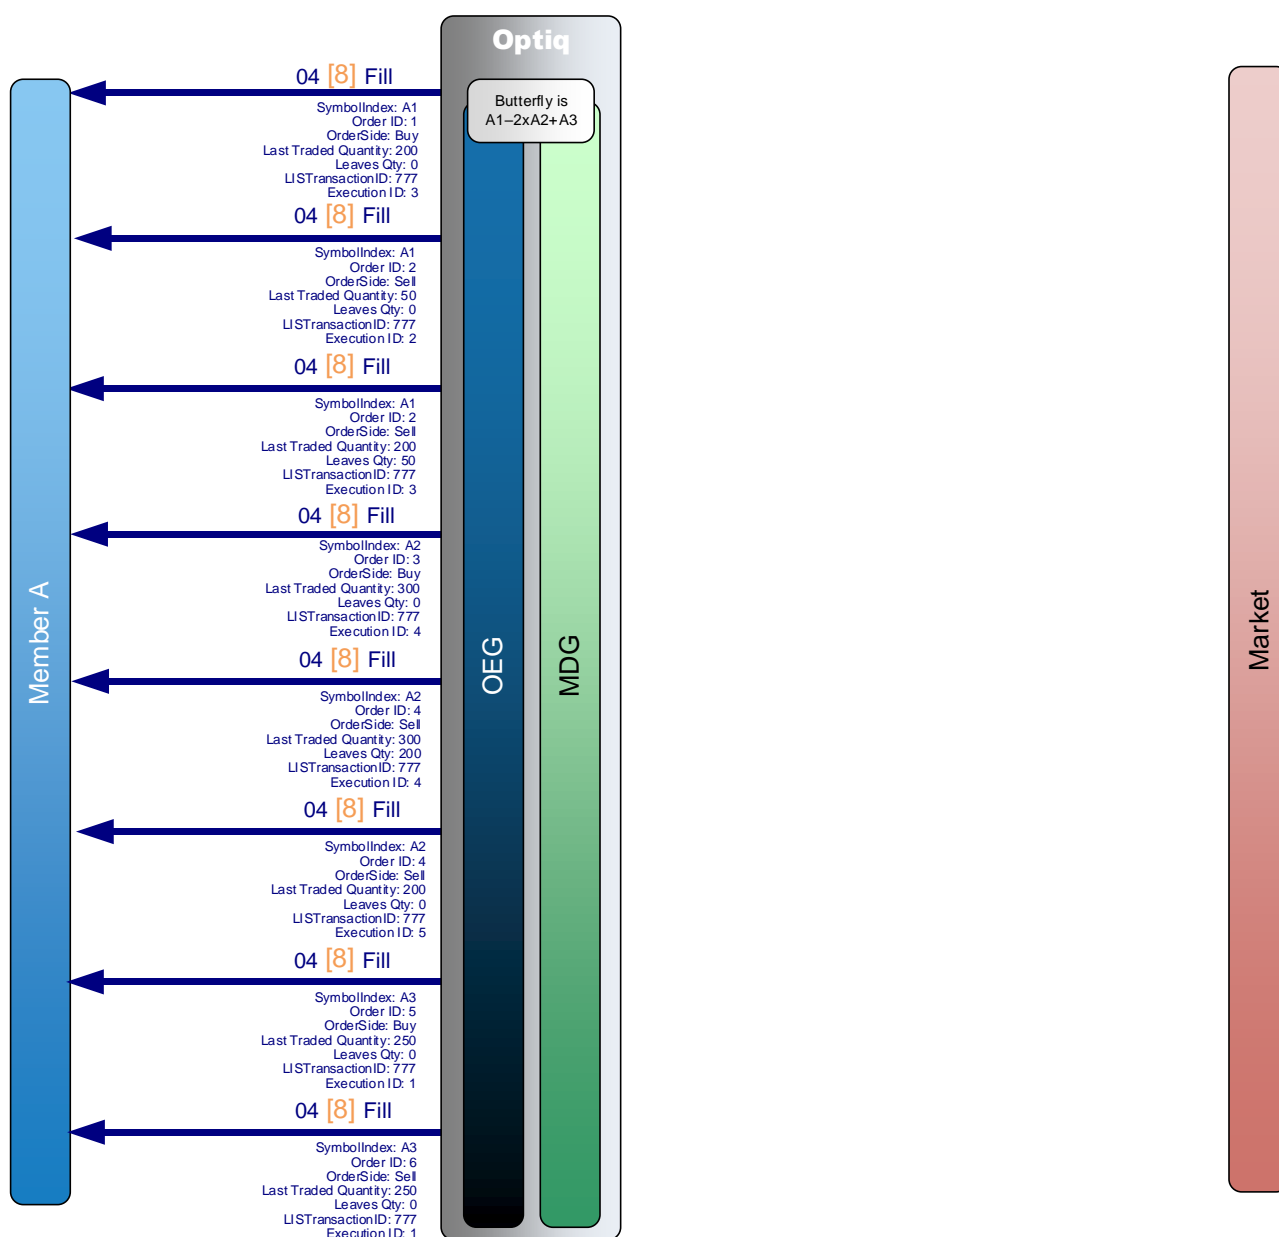 Optiq
Butterfly is
A1–2xA2+A3
04 [8] Fill
SymbolIndex: A1
Order ID: 1
OrderSide: Buy
Last Traded Quantity: 200
Leaves Qty: 0
LISTransactionID: 777
Execution ID: 3
04 [8] Fill
SymbolIndex: A1
Order ID: 2
OrderSide: Sell
Last Traded Quantity: 50
Leaves Qty: 0
LISTransactionID: 777
Execution ID: 2
04 [8] Fill
SymbolIndex: A1
Order ID: 2
OrderSide: Sell
Last Traded Quantity: 200
Leaves Qty: 50
LISTransactionID: 777
Execution ID: 3
04 [8] Fill
SymbolIndex: A2
Order ID: 3
OrderSide: Buy
Last Traded Quantity: 300
Leaves Qty: 0
LISTransactionID: 777
Execution ID: 4
04 [8] Fill
SymbolIndex: A2
Order ID: 4
OrderSide: Sell
Last Traded Quantity: 300
Leaves Qty: 200
LISTransactionID: 777
Execution ID: 4
04 [8] Fill
SymbolIndex: A2
Order ID: 4
OrderSide: Sell
Last Traded Quantity: 200
Leaves Qty: 0
LISTransactionID: 777
Execution ID: 5
04 [8] Fill
SymbolIndex: A3
Order ID: 5
OrderSide: Buy
Last Traded Quantity: 250
Leaves Qty: 0
LISTransactionID: 777
Execution ID: 1
04 [8] Fill
SymbolIndex: A3
Order ID: 6
OrderSide: Sell
Last Traded Quantity: 250
Leaves Qty: 0
LISTransactionID: 777
Execution ID: 1
Member A
OEG
MDG
Market